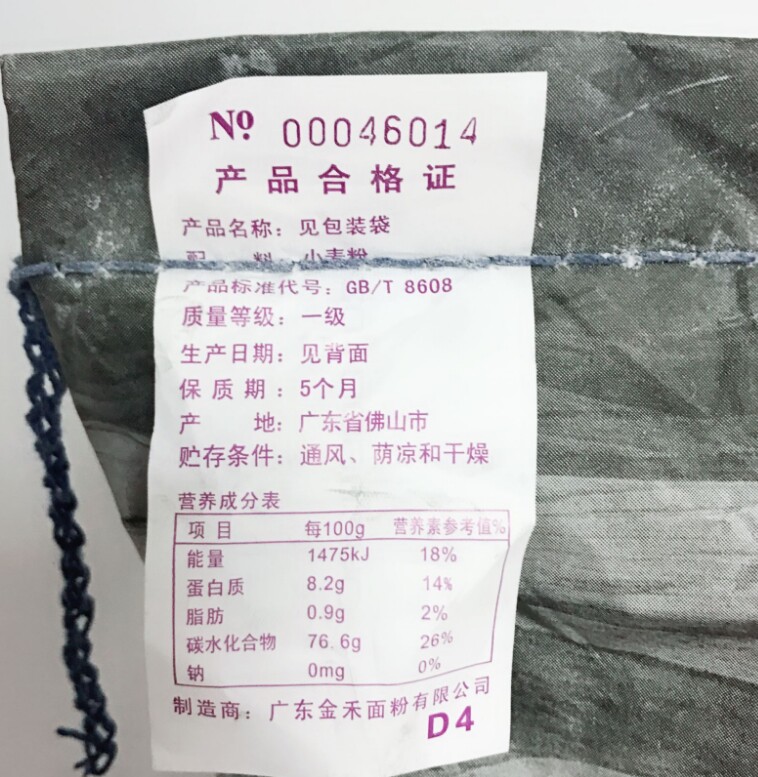 Nº 00046014
产品合格证
产品名称：见包装袋
配 料：小麦粉
产品标准代号：GB/T 8608
质量等级：一级
生产日期：见背面
保质期：5个月
产 地：广东省佛山市
贮存条件：通风、荫凉和干燥
营养成分表
项目 每100g 营养素参考值%
能量 1475kJ 18%
蛋白质 8.2g 14%
脂肪 0.9g 2%
碳水化合物 76.6g 26%
钠 0mg 0%
制造商：广东金禾面粉有限公司
D4